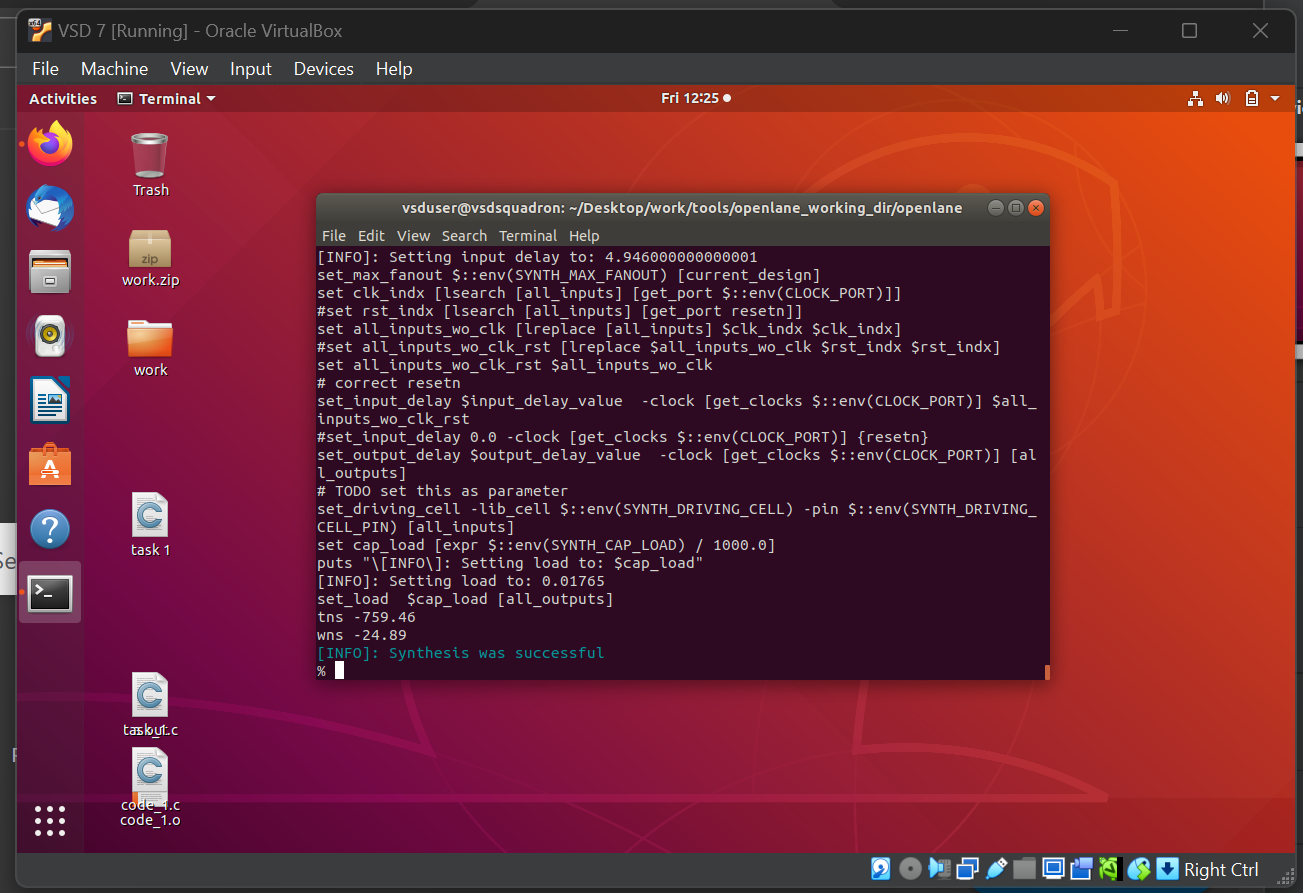 VSD 7 [Running] - Oracle VirtualBox
File Machine View Input Devices Help
Activities Terminal Fri 12:25
Trash
zip
work.zip
work
task 1
code_1.c
code_1.o
vsduser@vsdsquadron: ~/Desktop/work/tools/openlane_working_dir/openlane
File Edit View Search Terminal Help
[INFO]: Setting input delay to: 4.946000000000001
set_max_fanout $::env(SYNTH_MAX_FANOUT) [current_design]
set clk_indx [lsearch [all_inputs] [get_port $::env(CLOCK_PORT)]]
#set rst_indx [lsearch [all_inputs] [get_port resetn]]
set all_inputs_wo_clk [lreplace [all_inputs] $clk_indx $clk_indx]
#set all_inputs_wo_clk_rst [lreplace $all_inputs_wo_clk $rst_indx $rst_indx]
set all_inputs_wo_clk_rst $all_inputs_wo_clk
# correct resetn
set_input_delay $input_delay_value  -clock [get_clocks $::env(CLOCK_PORT)] $all_
inputs_wo_clk_rst
#set_input_delay 0.0 -clock [get_clocks $::env(CLOCK_PORT)] {resetn}
set_output_delay $output_delay_value  -clock [get_clocks $::env(CLOCK_PORT)] [al
l_outputs]
# TODO set this as parameter
set_driving_cell -lib_cell $::env(SYNTH_DRIVING_CELL) -pin $::env(SYNTH_DRIVING_
CELL_PIN) [all_inputs]
set cap_load [expr $::env(SYNTH_CAP_LOAD) / 1000.0]
puts "\[INFO\]: Setting load to: $cap_load"
[INFO]: Setting load to: 0.01765
set_load  $cap_load [all_outputs]
tns -759.46
wns -24.89
[INFO]: Synthesis was successful
%
Right Ctrl